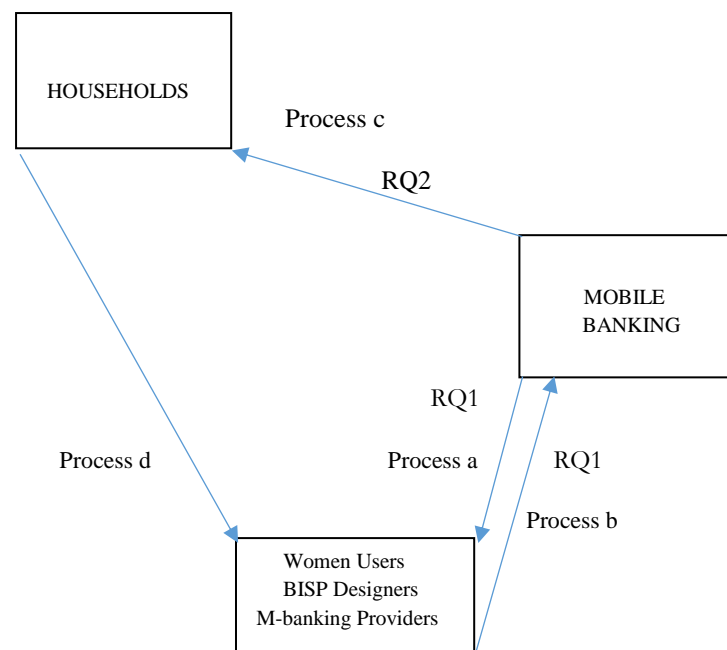 HOUSEHOLDS
Process c
RQ2
MOBILE
BANKING
RQ1
Process a
RQ1
Process d
Process b
Women Users
BISP Designers
M-banking Providers